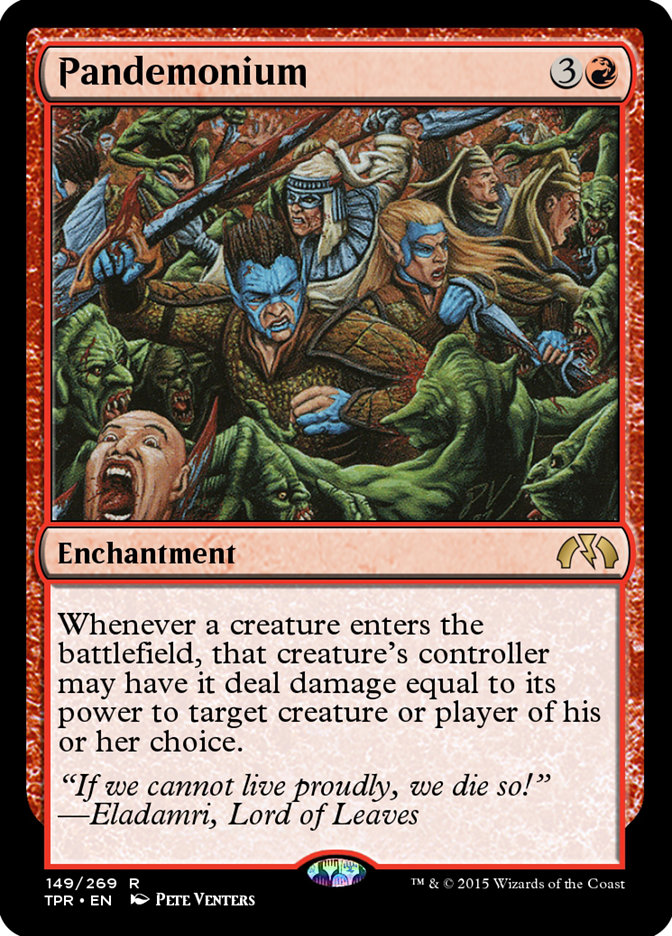 Pandemonium 3
Enchantment
Whenever a creature enters the
battlefield, that creature's controller
may have it deal damage equal to its
power to target creature or player of his
or her choice.
“If we cannot live proudly, we die so!”
—Eladamri, Lord of Leaves
149/269 R
TPR • EN Pete Venters
™ & © 2015 Wizards of the Coast